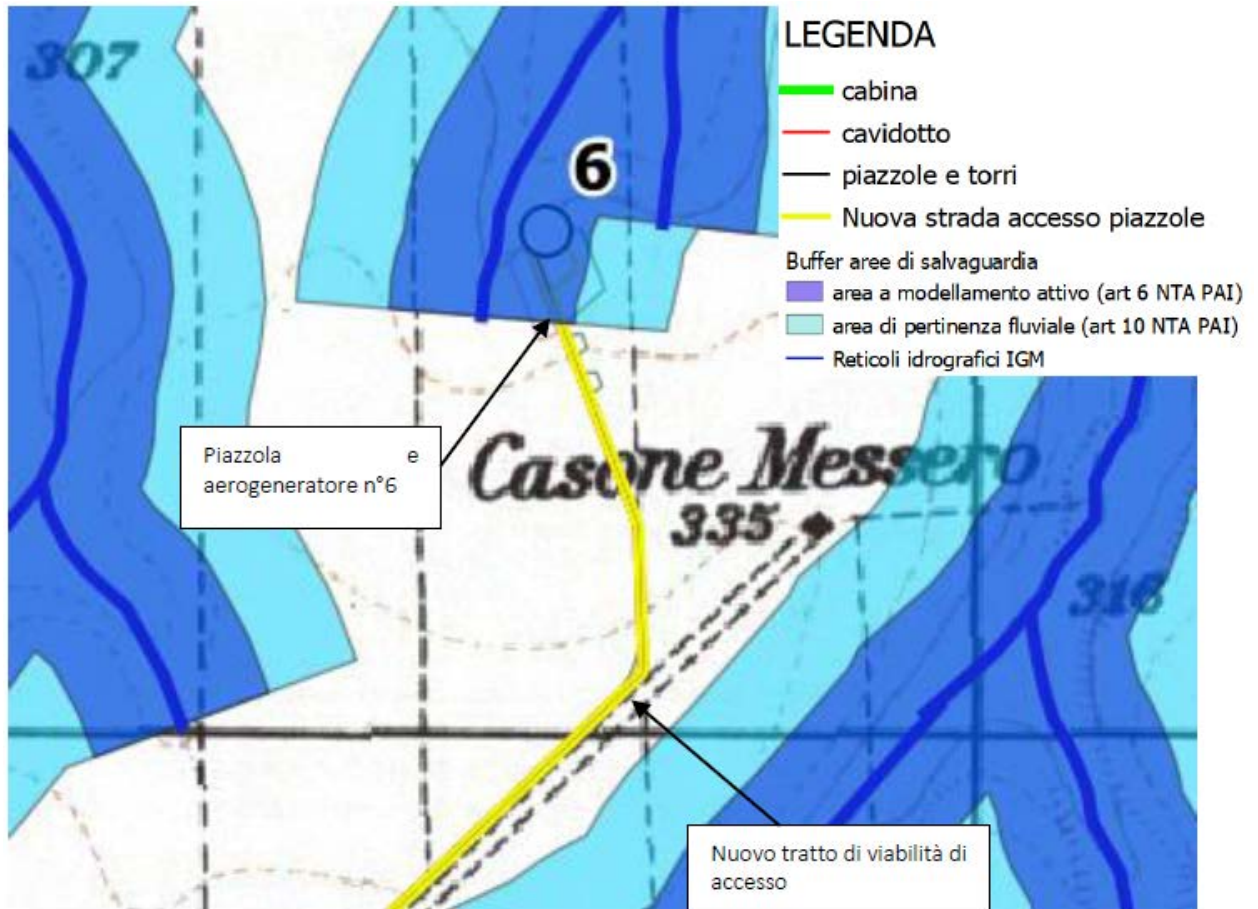 307
6
LEGENDA
cabina
cavidotto
piazzole e torri
Nuova strada accesso piazzole
Buffer aree di salvaguardia
area a modellamento attivo (art 6 NTA PAI)
area di pertinenza fluviale (art 10 NTA PAI)
Reticoli idrografici IGM
Piazzola e
aerogeneratore n°6
Casone Messero
335
316
Nuovo tratto di viabilità di
accesso